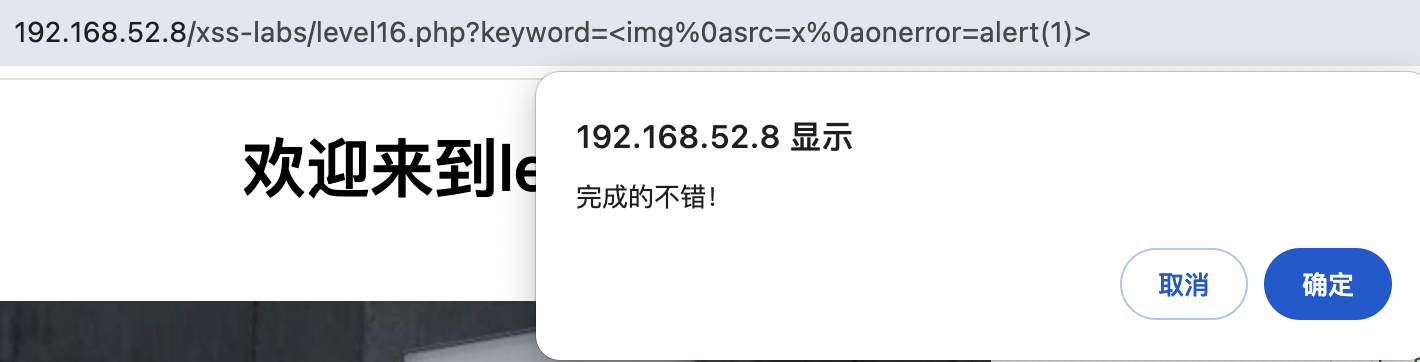 192.168.52.8/xss-labs/level16.php?keyword=<img%0asrc=x%0aonerror=alert(1)>
192.168.52.8 显示
欢迎来到le
完成的不错！
取消
确定